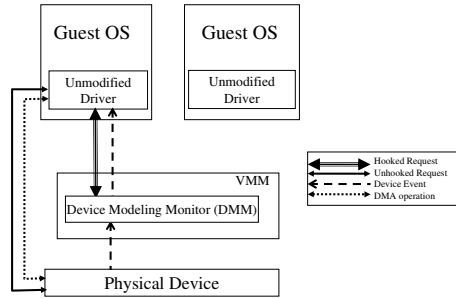 Guest OS
Unmodified
Driver
Guest OS
Unmodified
Driver
VMM
Device Modeling Monitor (DMM)
Physical Device
Hooked Request
Unhooked Request
Device Event
DMA operation